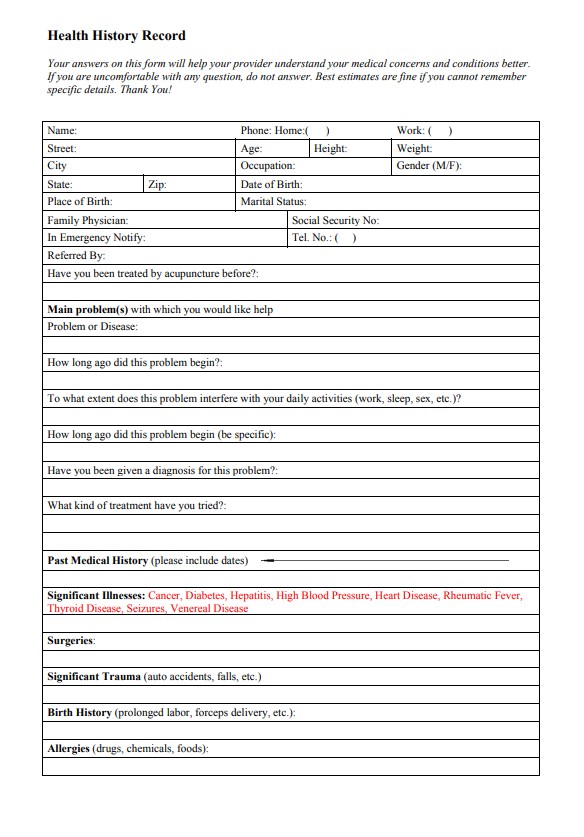 Health History Record
Your answers on this form will help your provider understand your medical concerns and conditions better.
If you are uncomfortable with any question, do not answer. Best estimates are fine if you cannot remember
specific details. Thank You!
Name: Phone: Home:( ) Work: ( )
Street: Age: Height: Weight:
City Occupation: Gender (M/F):
State: Zip: Date of Birth:
Place of Birth: Marital Status:
Family Physician: Social Security No:
In Emergency Notify: Tel. No.: ( )
Referred By:
Have you been treated by acupuncture before?:
Main problem(s) with which you would like help
Problem or Disease:
How long ago did this problem begin?:
To what extent does this problem interfere with your daily activities (work, sleep, sex, etc.)?
How long ago did this problem begin (be specific):
Have you been given a diagnosis for this problem?:
What kind of treatment have you tried?:
Past Medical History (please include dates)
Significant Illnesses: Cancer, Diabetes, Hepatitis, High Blood Pressure, Heart Disease, Rheumatic Fever,
Thyroid Disease, Seizures, Venereal Disease
Surgeries:
Significant Trauma (auto accidents, falls, etc.)
Birth History (prolonged labor, forceps delivery, etc.):
Allergies (drugs, chemicals, foods):